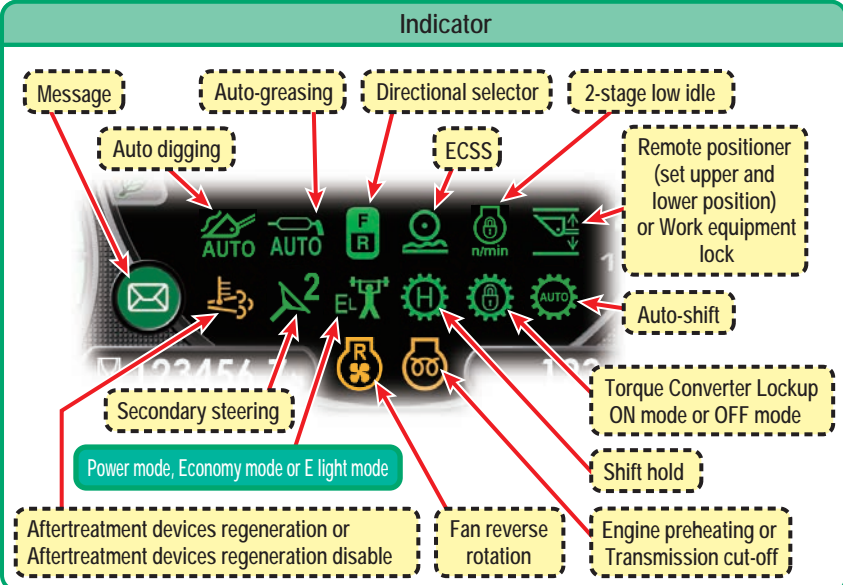 Indicator
Message
Auto-greasing
Directional selector
2-stage low idle
Auto digging
ECSS
Remote positioner
(set upper and
lower position)
or Work equipment
lock
AUTO
AUTO
F
R
n/min
2
EL
H
AUTO
Auto-shift
R
123456.7
Secondary steering
Torque Converter Lockup
ON mode or OFF mode
Power mode, Economy mode or E light mode
Shift hold
Aftertreatment devices regeneration or
Aftertreatment devices regeneration disable
Fan reverse
rotation
Engine preheating or
Transmission cut-off